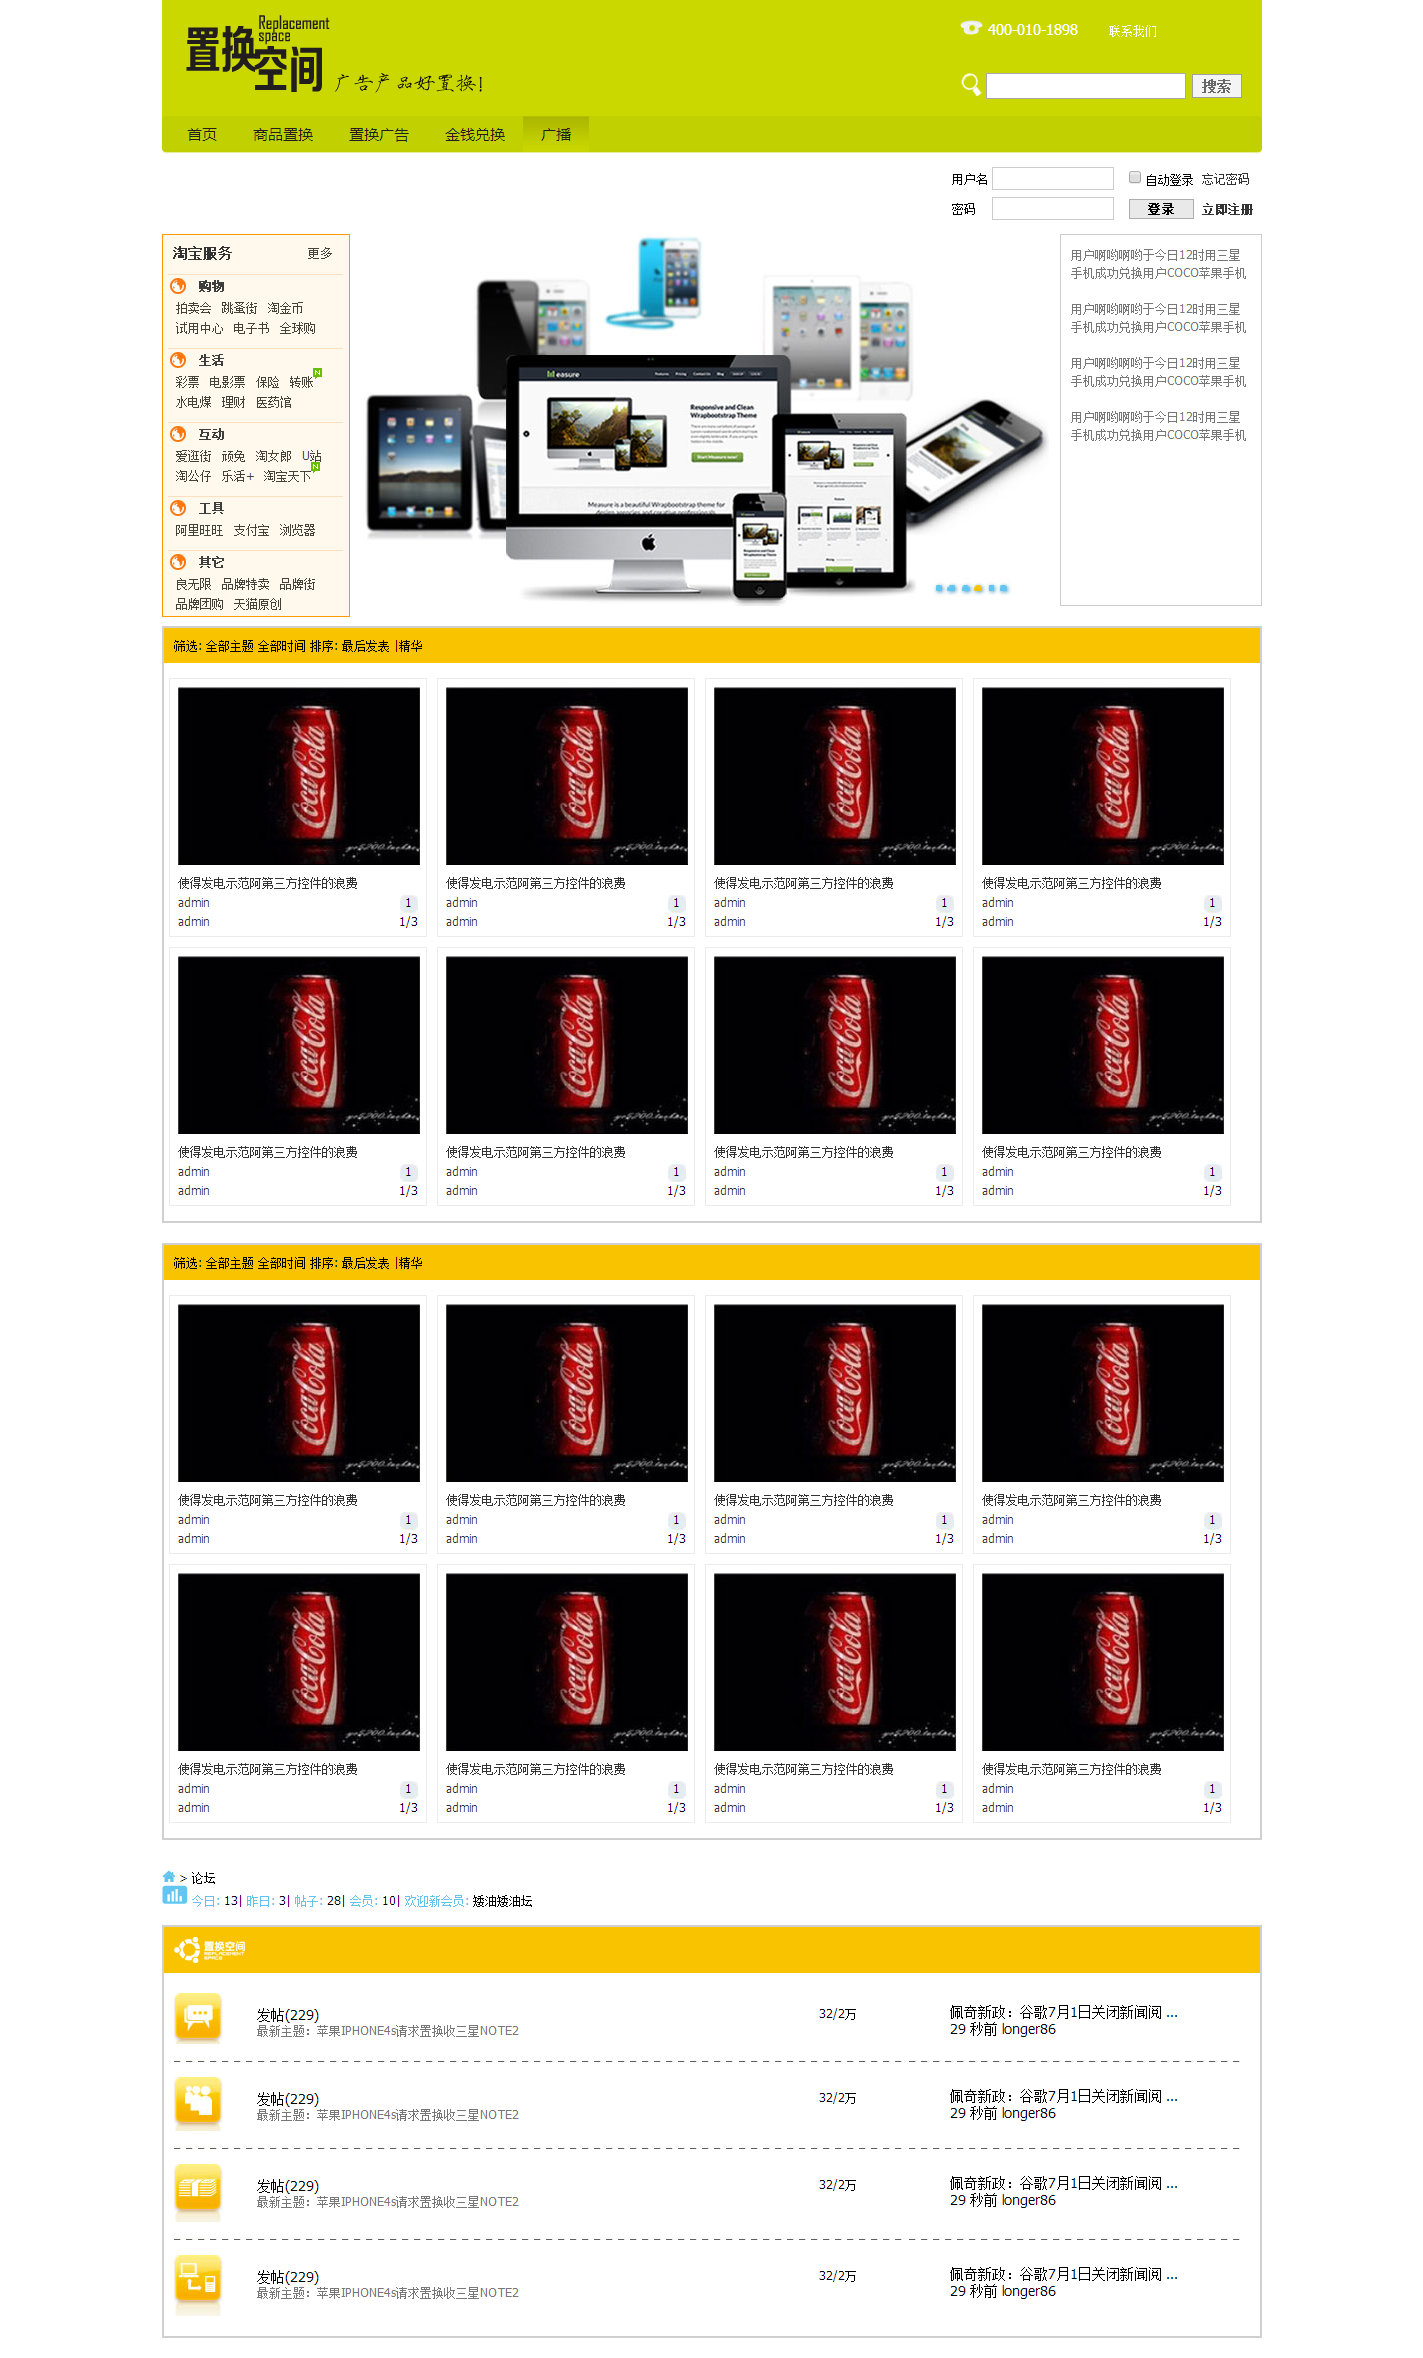 置换空间
Replacement
space
广告产品好置换!
400-010-1898 联系我们
搜索
首页 商品置换 置换广告 金钱兑换 广播
用户名 自动登录 忘记密码
密码 登录 立即注册
淘宝服务 更多
购物
拍卖会 跳蚤街 淘金币
试用中心 电子书 全球购
生活
彩票 电影票 保险 转账 N
水电煤 理财 医药馆
互动
爱逛街 顽兔 淘女郎 U站
淘公仔 乐活+ 淘宝天下 N
工具
阿里旺旺 支付宝 浏览器
其它
良无限 品牌特卖 品牌街
品牌团购 天猫原创
easure
Responsive and Clean
Wrapbootstrap Theme
Measure is a beautiful Wrapbootstrap theme for
design agencies and creative professionals
用户啊哟啊哟于今日12时用三星
手机成功兑换用户COCO苹果手机
用户啊哟啊哟于今日12时用三星
手机成功兑换用户COCO苹果手机
用户啊哟啊哟于今日12时用三星
手机成功兑换用户COCO苹果手机
用户啊哟啊哟于今日12时用三星
手机成功兑换用户COCO苹果手机
筛选: 全部主题 全部时间 排序: 最后发表 |精华
Coca-Cola Coca-Cola Coca-Cola Coca-Cola
使得发电示范阿第三方控件的浪费 使得发电示范阿第三方控件的浪费 使得发电示范阿第三方控件的浪费 使得发电示范阿第三方控件的浪费
admin 1 admin 1 admin 1 admin 1
admin 1/3 admin 1/3 admin 1/3 admin 1/3
Coca-Cola Coca-Cola Coca-Cola Coca-Cola
使得发电示范阿第三方控件的浪费 使得发电示范阿第三方控件的浪费 使得发电示范阿第三方控件的浪费 使得发电示范阿第三方控件的浪费
admin 1 admin 1 admin 1 admin 1
admin 1/3 admin 1/3 admin 1/3 admin 1/3
筛选: 全部主题 全部时间 排序: 最后发表 |精华
Coca-Cola Coca-Cola Coca-Cola Coca-Cola
使得发电示范阿第三方控件的浪费 使得发电示范阿第三方控件的浪费 使得发电示范阿第三方控件的浪费 使得发电示范阿第三方控件的浪费
admin 1 admin 1 admin 1 admin 1
admin 1/3 admin 1/3 admin 1/3 admin 1/3
Coca-Cola Coca-Cola Coca-Cola Coca-Cola
使得发电示范阿第三方控件的浪费 使得发电示范阿第三方控件的浪费 使得发电示范阿第三方控件的浪费 使得发电示范阿第三方控件的浪费
admin 1 admin 1 admin 1 admin 1
admin 1/3 admin 1/3 admin 1/3 admin 1/3
> 论坛
今日: 13| 昨日: 3| 帖子: 28| 会员: 10| 欢迎新会员: 矮油矮油坛
置换空间
REPLACEMENT
SPACE
发帖(229) 32/2万 佩奇新政：谷歌7月1日关闭新闻阅 ...
最新主题：苹果IPHONE4s请求置换收三星NOTE2 29 秒前 longer86
发帖(229) 32/2万 佩奇新政：谷歌7月1日关闭新闻阅 ...
最新主题：苹果IPHONE4s请求置换收三星NOTE2 29 秒前 longer86
发帖(229) 32/2万 佩奇新政：谷歌7月1日关闭新闻阅 ...
最新主题：苹果IPHONE4s请求置换收三星NOTE2 29 秒前 longer86
发帖(229) 32/2万 佩奇新政：谷歌7月1日关闭新闻阅 ...
最新主题：苹果IPHONE4s请求置换收三星NOTE2 29 秒前 longer86